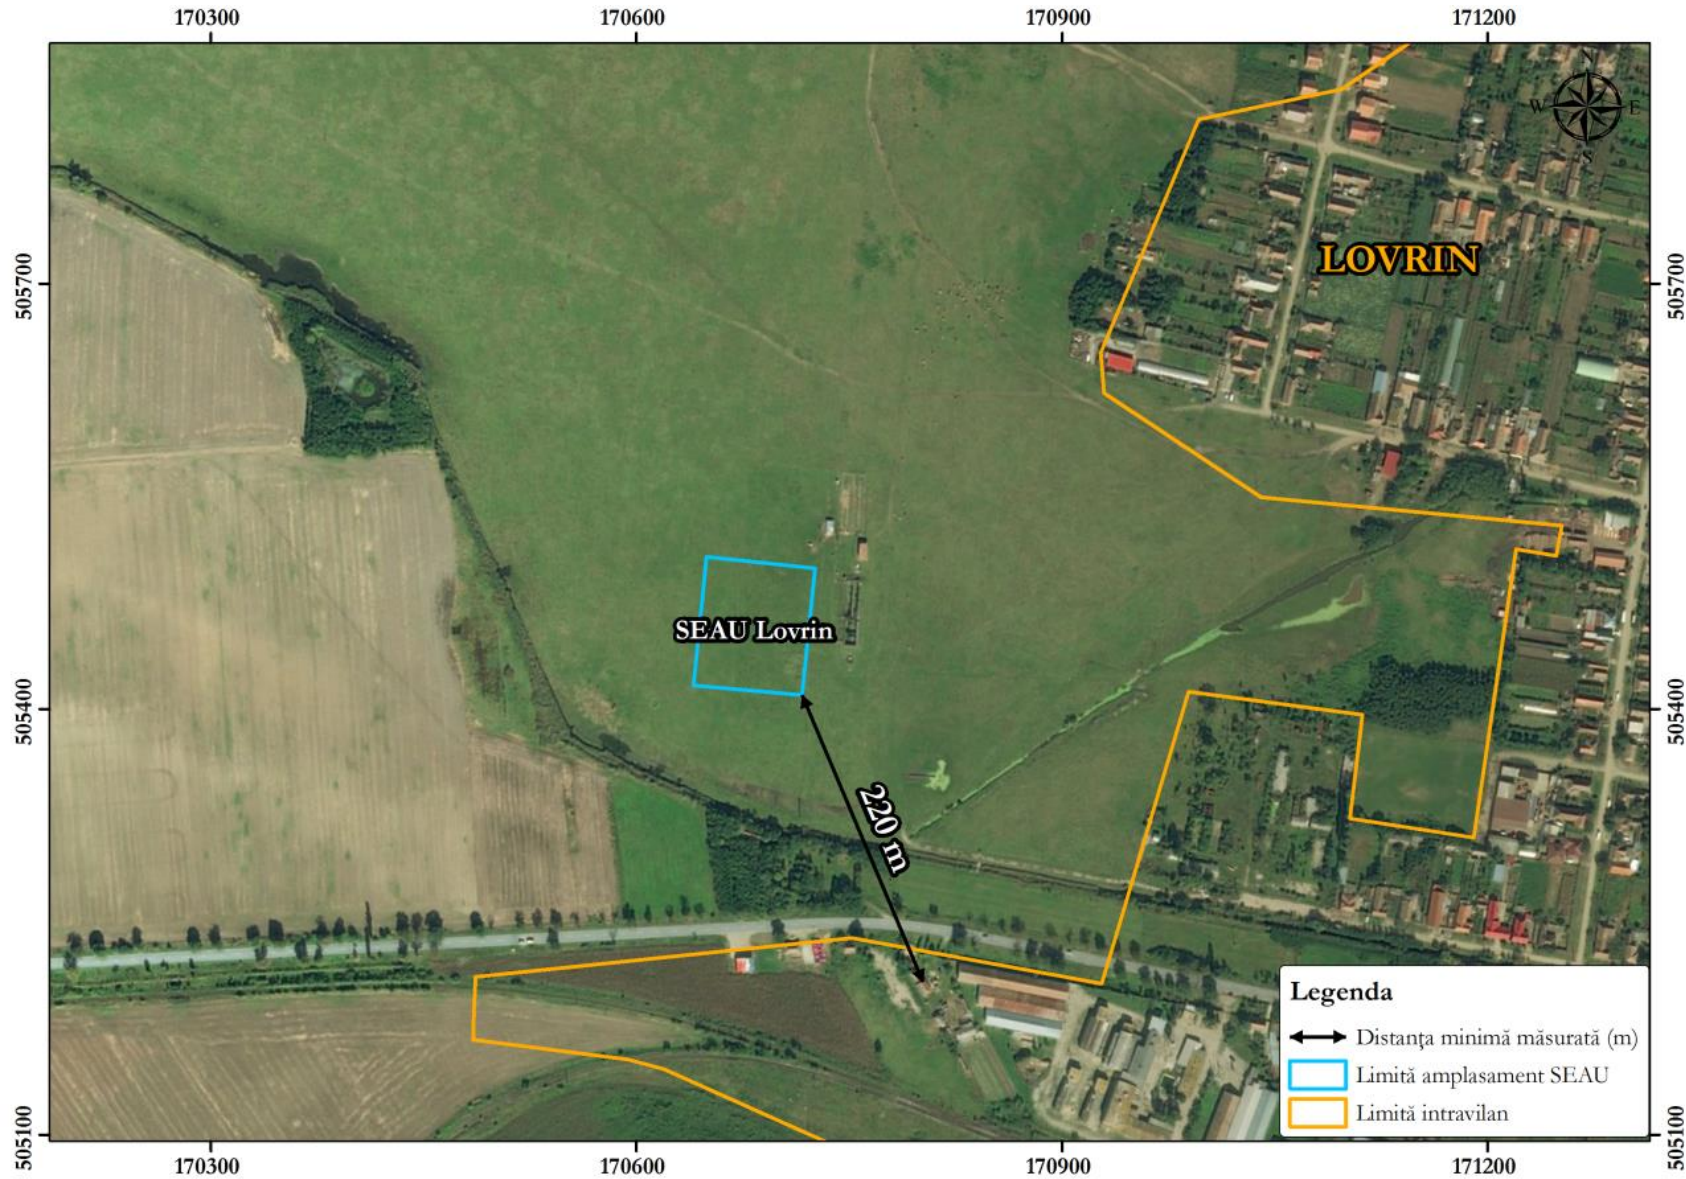 170300 170600 170900 171200
N
W E
S
LOVRIN
505700 505700
SEAU Lovrin
505400 505400
220 m
Legenda
Distanța minimă măsurată (m)
Limită amplasament SEAU
Limită intravilan
505100 505100
170300 170600 170900 171200